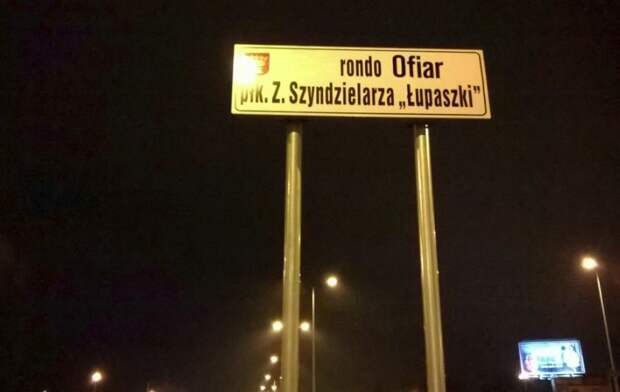 rondo Ofiar
płk. Z. Szyndzielarza „Łupaszki”